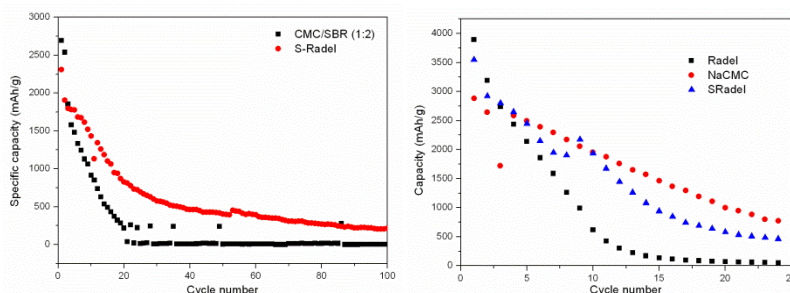 3000
2500
2000
1500
1000
500
0
0 20 40 60 80 100
Specific capacity (mAh/g)
Cycle number
CMC/SBR (1:2)
S-Radel
4000
3500
3000
2500
2000
1500
1000
500
0
0 5 10 15 20 25
Capacity (mAh/g)
Cycle number
Radel
NaCMC
SRadel